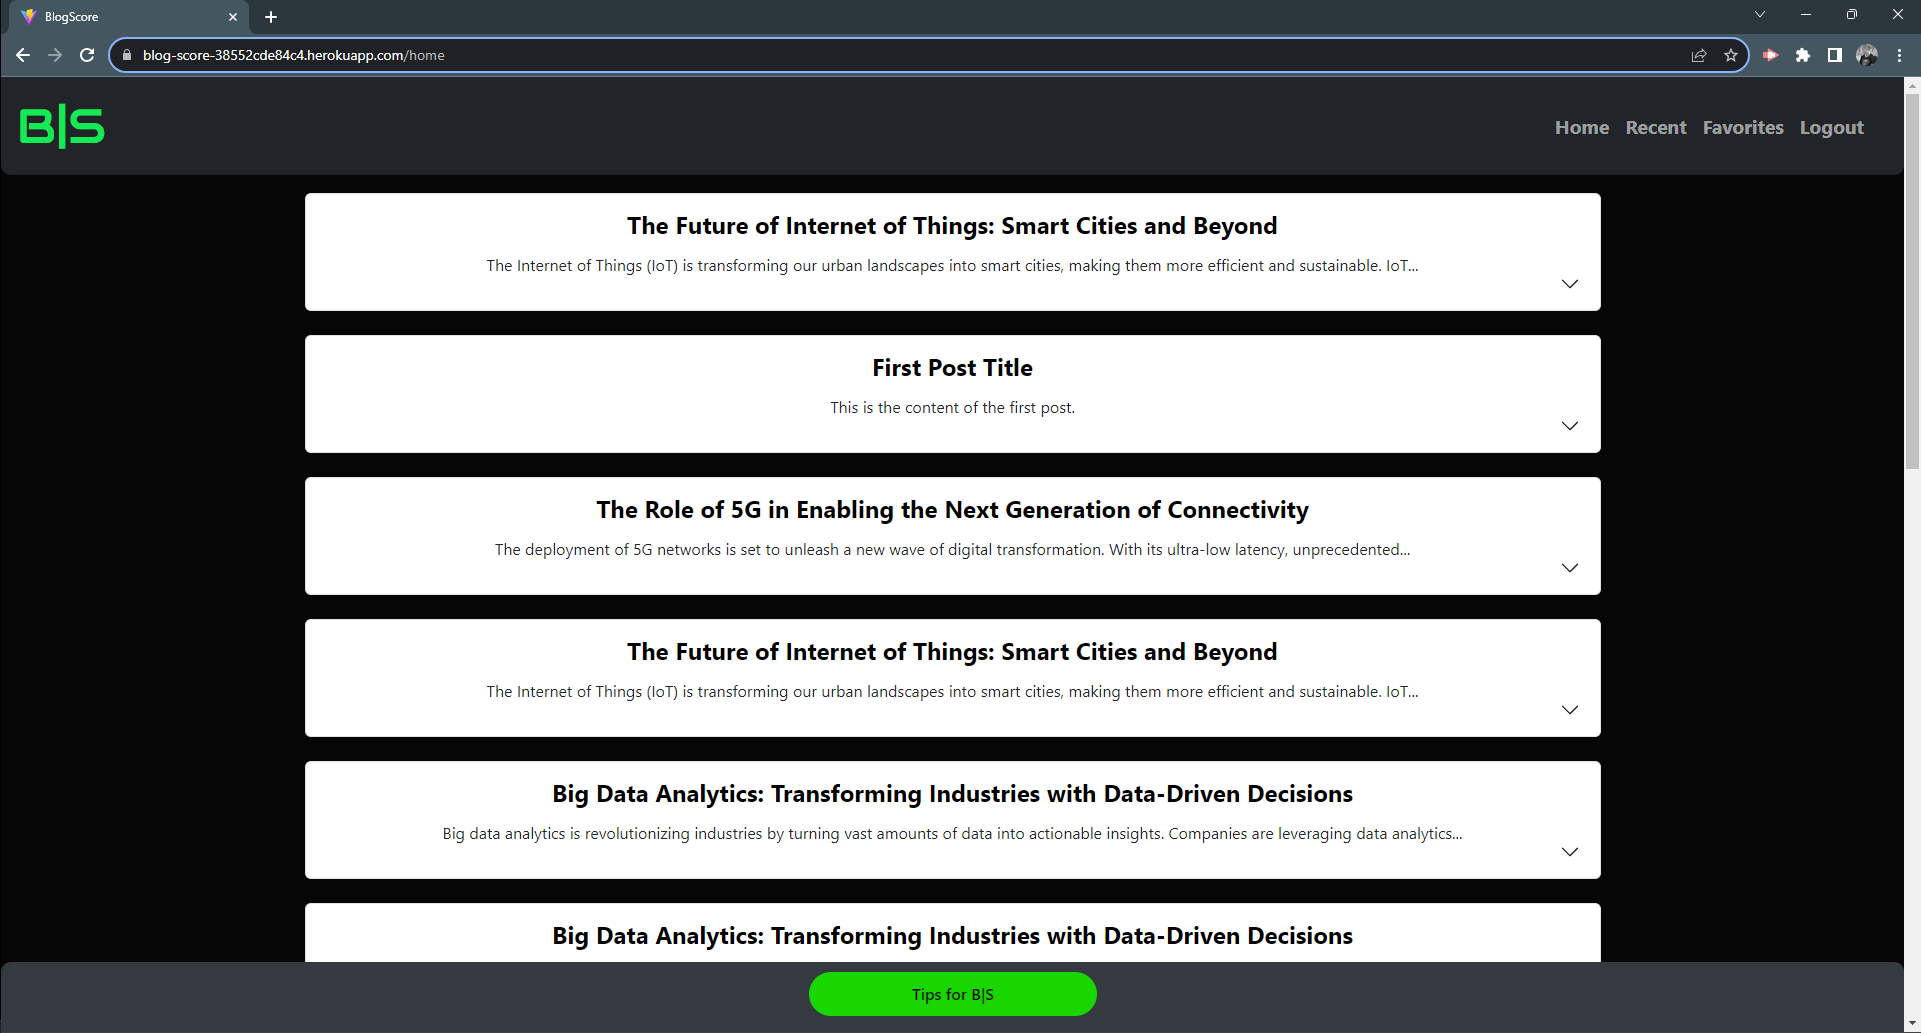 BlogScore
blog-score-38552cde84c4.herokuapp.com/home
B|S
Home Recent Favorites Logout
The Future of Internet of Things: Smart Cities and Beyond
The Internet of Things (IoT) is transforming our urban landscapes into smart cities, making them more efficient and sustainable. IoT...
First Post Title
This is the content of the first post.
The Role of 5G in Enabling the Next Generation of Connectivity
The deployment of 5G networks is set to unleash a new wave of digital transformation. With its ultra-low latency, unprecedented...
The Future of Internet of Things: Smart Cities and Beyond
The Internet of Things (IoT) is transforming our urban landscapes into smart cities, making them more efficient and sustainable. IoT...
Big Data Analytics: Transforming Industries with Data-Driven Decisions
Big data analytics is revolutionizing industries by turning vast amounts of data into actionable insights. Companies are leveraging data analytics...
Big Data Analytics: Transforming Industries with Data-Driven Decisions
Tips for B|S